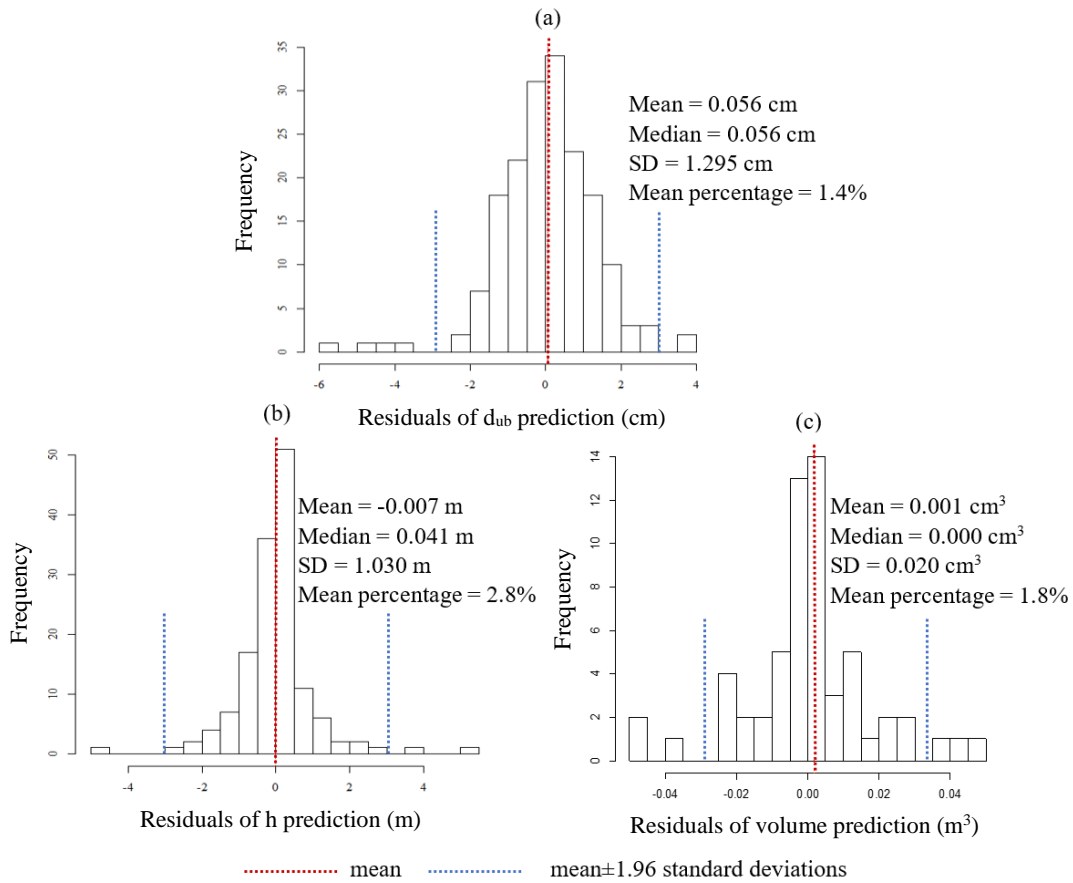 (a)
Frequency
0
5
10
15
20
25
30
35
Mean = 0.056 cm
Median = 0.056 cm
SD = 1.295 cm
Mean percentage = 1.4%
-6 -4 -2 0 2 4
Residuals of dub prediction (cm)
(b)
Frequency
0
10
20
30
40
50
Mean = -0.007 m
Median = 0.041 m
SD = 1.030 m
Mean percentage = 2.8%
-4 -2 0 2 4
Residuals of h prediction (m)
(c)
Frequency
0
2
4
6
8
10
12
14
Mean = 0.001 cm³
Median = 0.000 cm³
SD = 0.020 cm³
Mean percentage = 1.8%
-0.04 -0.02 0.00 0.02 0.04
Residuals of volume prediction (m³)
mean mean±1.96 standard deviations